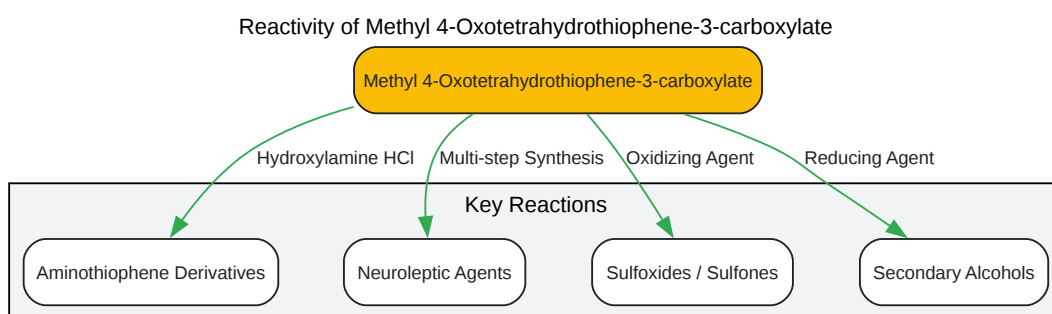 Reactivity of Methyl 4-Oxotetrahydrothiophene-3-carboxylate
Methyl 4-Oxotetrahydrothiophene-3-carboxylate
Hydroxylamine HCl
Multi-step Synthesis
Oxidizing Agent
Reducing Agent
Key Reactions
Aminothiophene Derivatives
Neuroleptic Agents
Sulfoxides / Sulfones
Secondary Alcohols